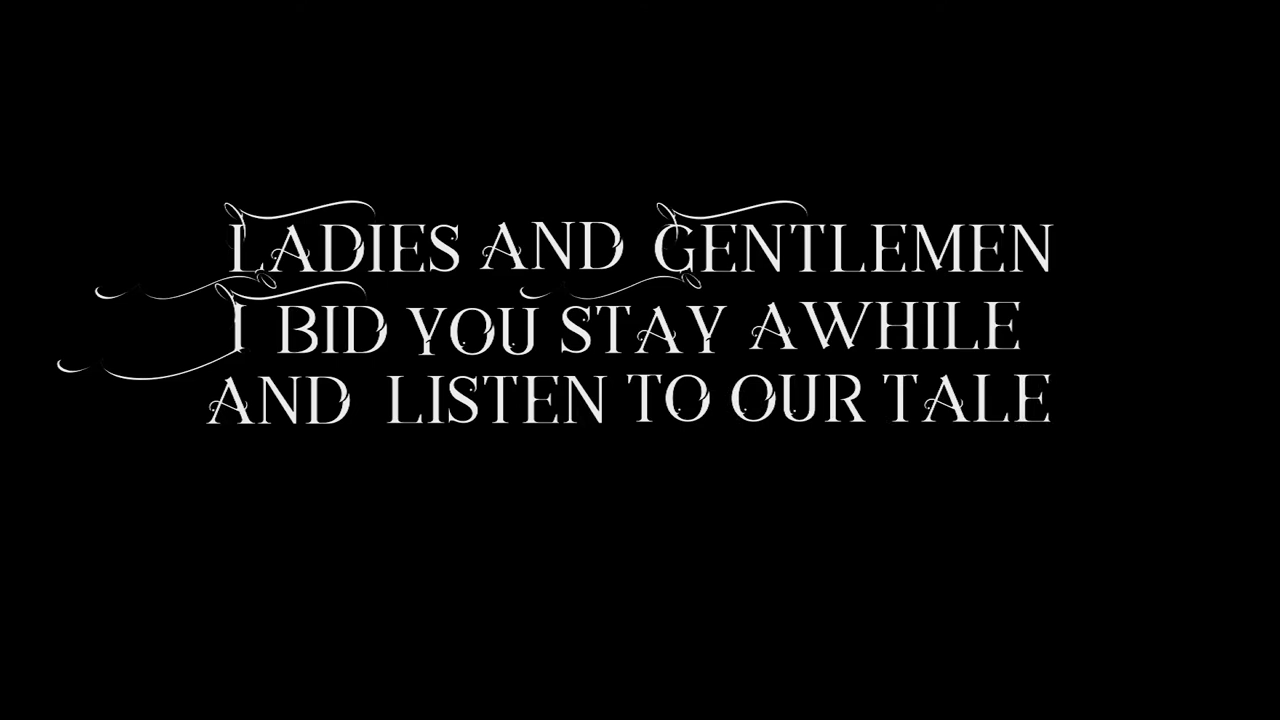 LADIES AND GENTLEMEN
I BID YOU STAY AWHILE
AND LISTEN TO OUR TALE